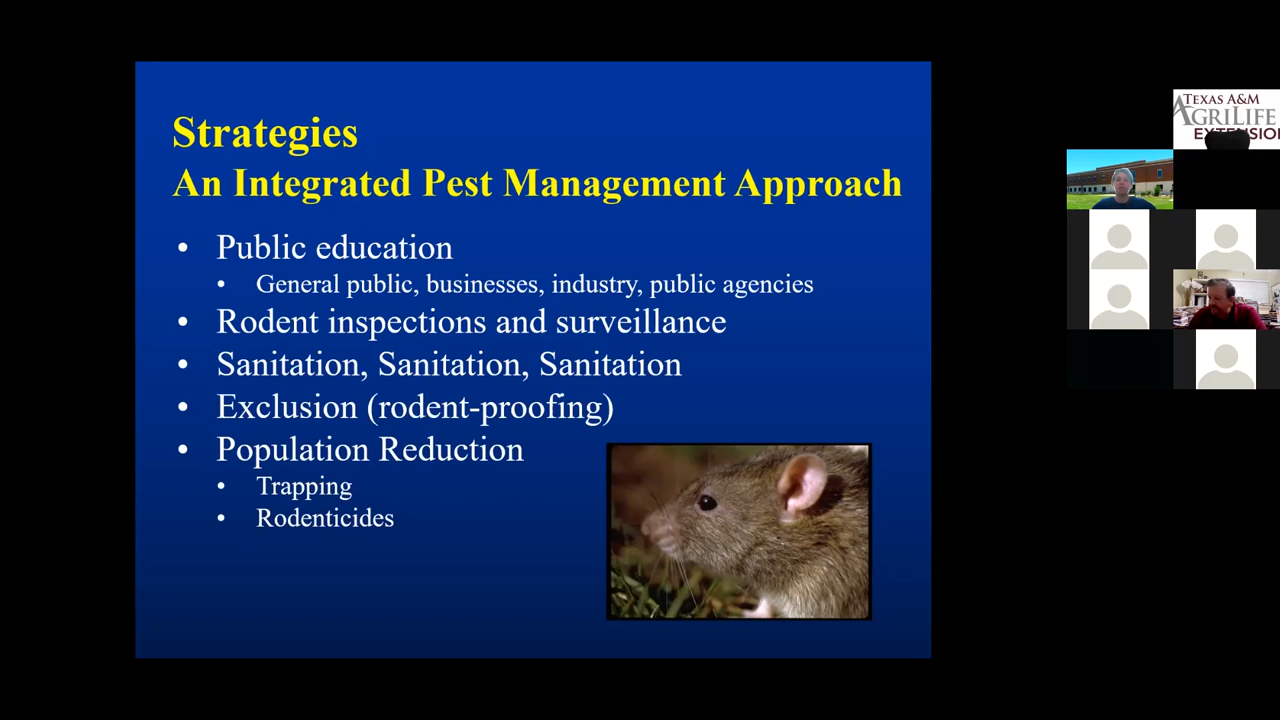 Strategies
An Integrated Pest Management Approach
• Public education
• General public, businesses, industry, public agencies
• Rodent inspections and surveillance
• Sanitation, Sanitation, Sanitation
• Exclusion (rodent-proofing)
• Population Reduction
• Trapping
• Rodenticides
TEXAS A&M
AGRILIFE
EXTENSION